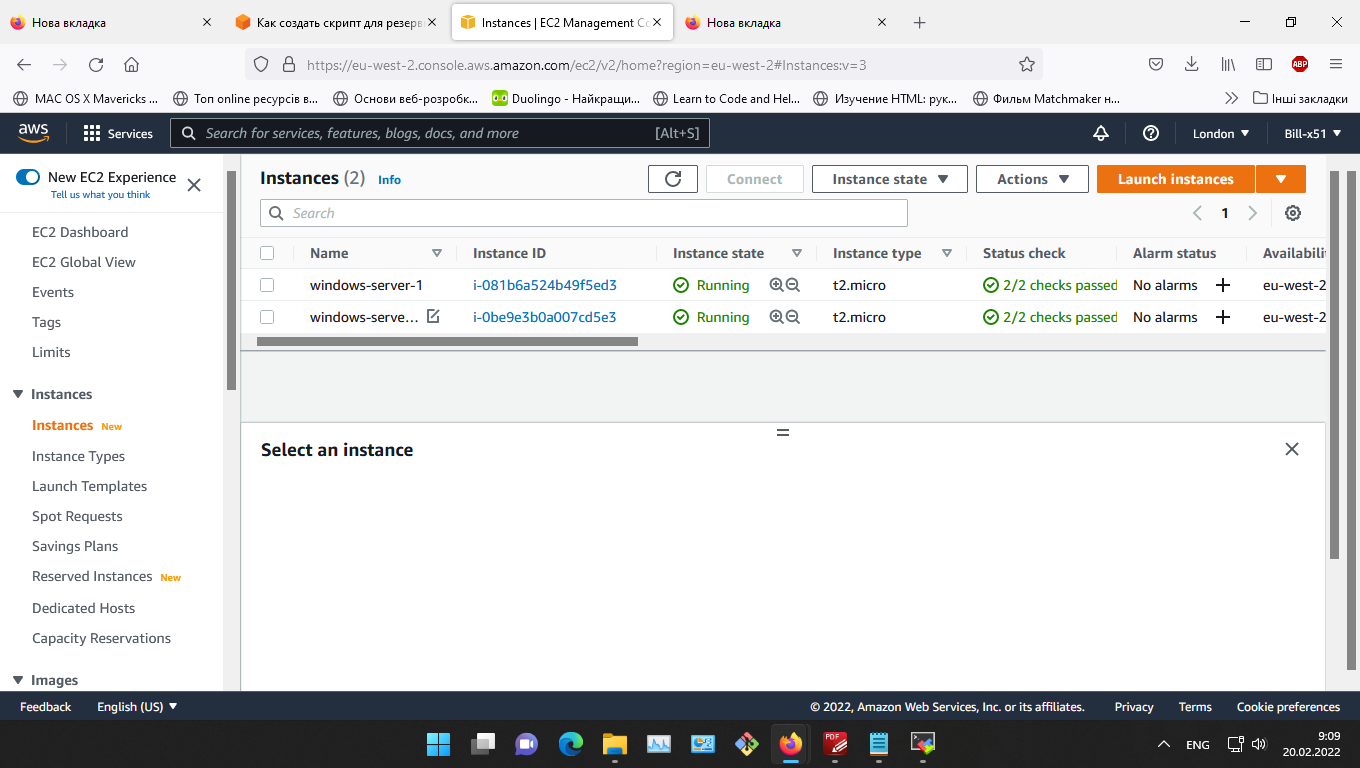 Нова вкладка
Как создать скрипт для резерв
Instances | EC2 Management Co
Нова вкладка
https://eu-west-2.console.aws.amazon.com/ec2/v2/home?region=eu-west-2#Instances:v=3
ABP
MAC OS X Mavericks ...
Топ online ресурсів в...
Основи веб-розробк...
Duolingo - Найкращи...
Learn to Code and Hel...
Изучение HTML: рук...
Фильм Matchmaker н...
Інші закладки
aws
Services
Search for services, features, blogs, docs, and more
[Alt+S]
London
Bill-x51
New EC2 Experience
Tell us what you think
EC2 Dashboard
EC2 Global View
Events
Tags
Limits
Instances
Instances New
Instance Types
Launch Templates
Spot Requests
Savings Plans
Reserved Instances New
Dedicated Hosts
Capacity Reservations
Images
Instances (2) Info
Connect
Instance state
Actions
Launch instances
Search
1
Name Instance ID Instance state Instance type Status check Alarm status Availabili
windows-server-1 i-081b6a524b49f5ed3 Running t2.micro 2/2 checks passed No alarms eu-west-2
windows-serve... i-0be9e3b0a007cd5e3 Running t2.micro 2/2 checks passed No alarms eu-west-2
Select an instance
Feedback
English (US)
© 2022, Amazon Web Services, Inc. or its affiliates.
Privacy
Terms
Cookie preferences
PDF
ENG
9:09
20.02.2022